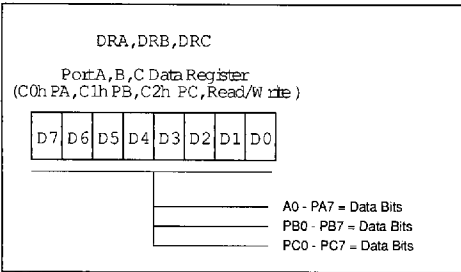 DRA,DRB,DRC
Port A, B, C Data Register
(C0h PA, C1h PB, C2h PC, Read/Write)
D7 D6 D5 D4 D3 D2 D1 D0
A0 - PA7 = Data Bits
PB0 - PB7 = Data Bits
PC0 - PC7 = Data Bits